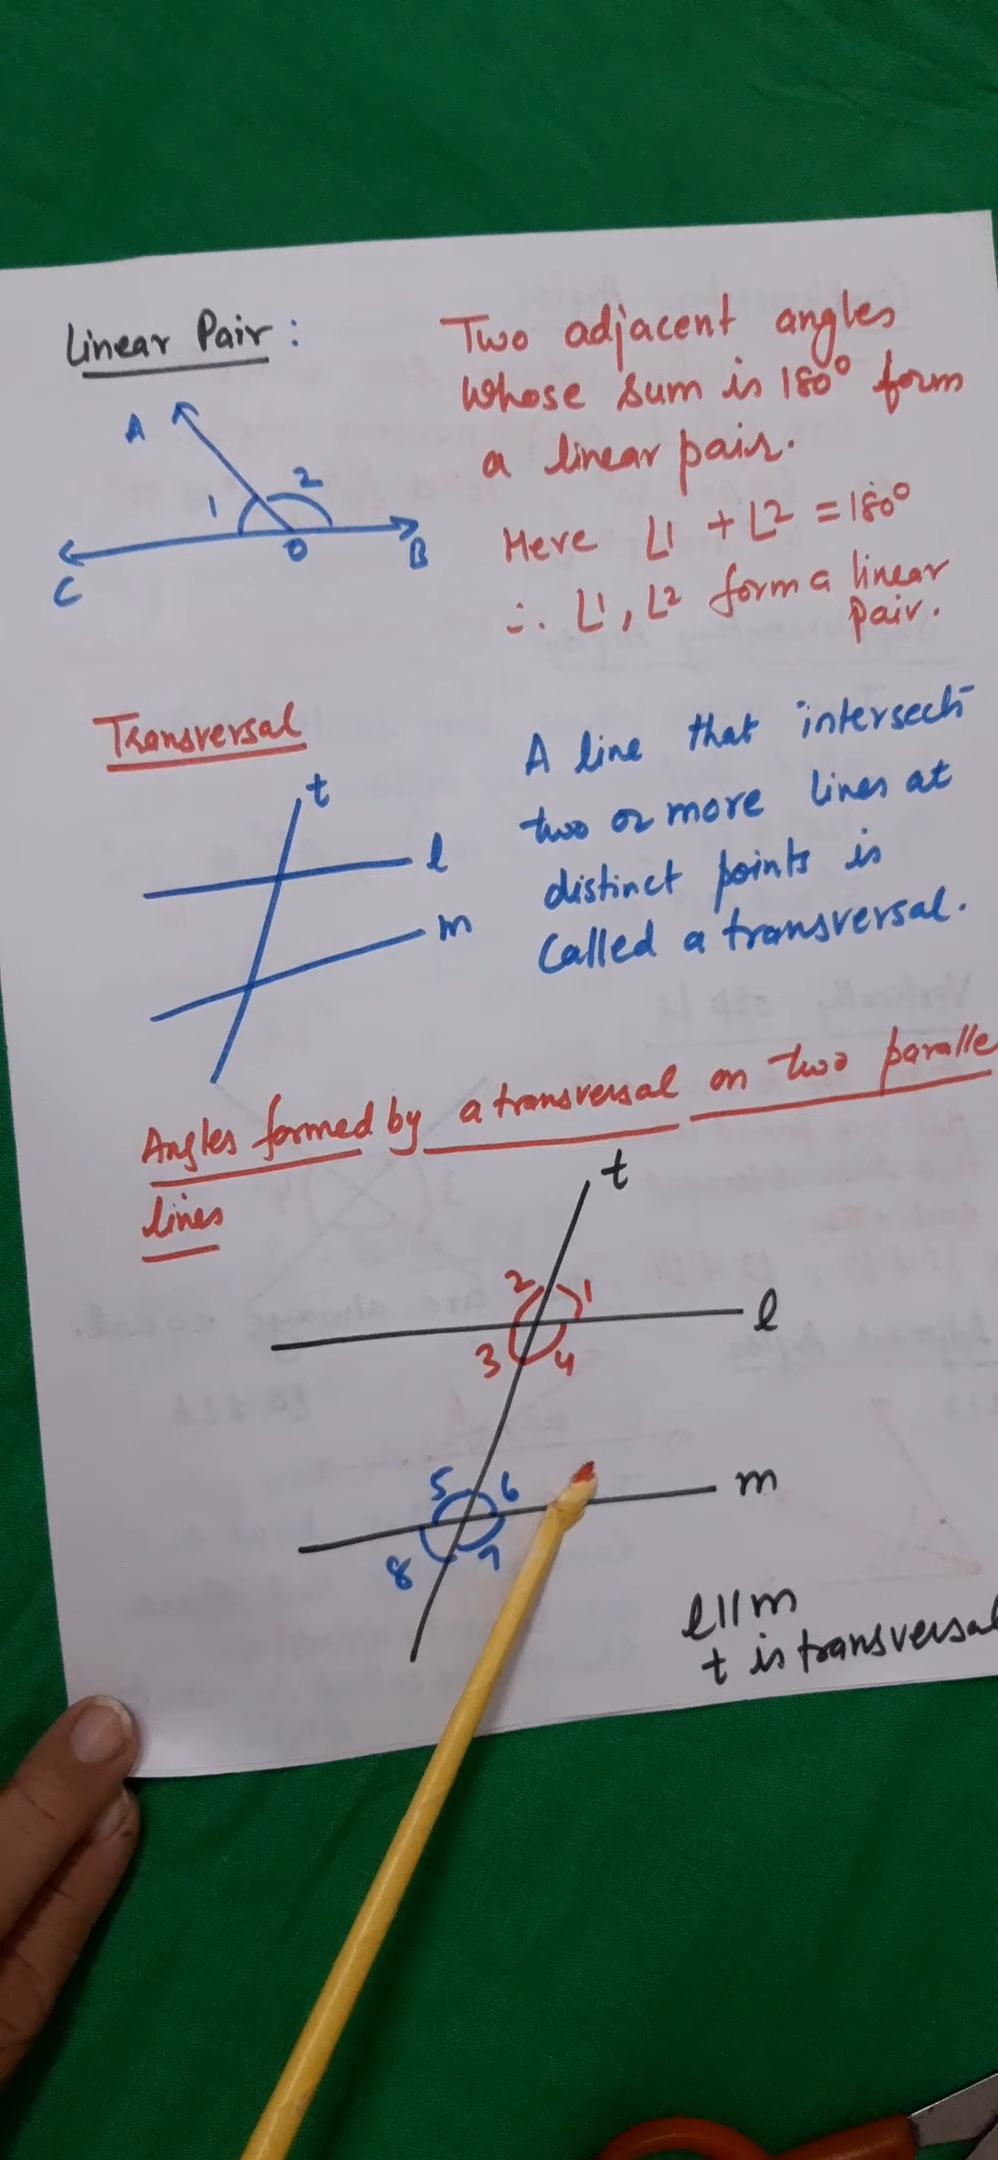 Linear Pair :
Two adjacent angles
whose sum is 180° form
a linear pair.
Here ∠1 + ∠2 = 180°
∴ ∠1, ∠2 form a linear
pair.
A
1
2
C
O
B
Transversal
t
l
m
A line that intersect
two or more lines at
distinct points is
called a transversal.
Angles formed by a transversal on two paralle
lines
t
2
1
l
3
4
5
6
m
8
7
l || m
t is transversal